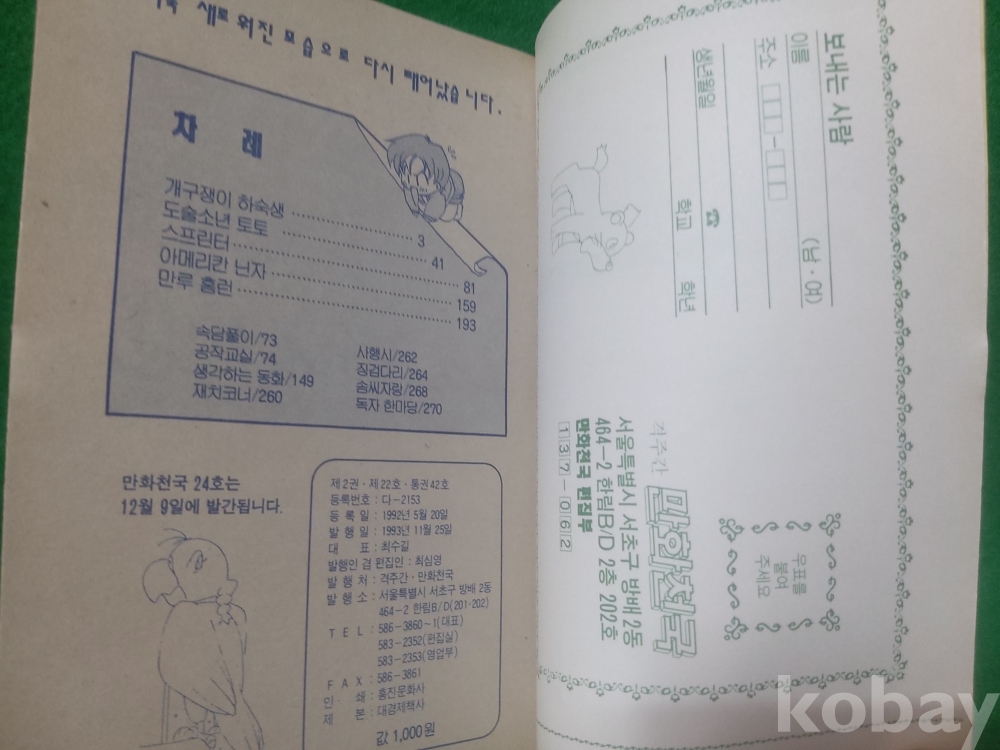 새로워진 모습으로 다시 태어났습니다.
차 례
개구쟁이 하숙생 3
도술소년 토토 41
스프린터 81
아메리칸 닌자 159
만루 홈런 193
속담풀이/73
공작교실/74
생각하는 동화/149
재치코너/260
시행시/262
징검다리/264
솜씨자랑/268
독자 한마당/270
만화천국 24호는
12월 9일에 발간됩니다.
제2권·제22호·통권42호
등록번호 : 다-2153
등 록 일 : 1992년 5월 20일
발 행 일 : 1993년 11월 25일
대 표 : 최수길
발행인 겸 편집인 : 최심영
발 행 처 : 격주간·만화천국
발 행 소 : 서울특별시 서초구 방배 2동
464-2 한림B/D(201-202)
TEL : 586-3860~1(대표)
583-2352(편집실)
583-2353(영업부)
FAX : 586-3861
인 쇄 : 홍진문화사
제 본 : 대경제책사
값 1,000원
보내는 사람
이름 (남·여)
주소 -
☎
생년월일 학교 학년
우표를
붙여
주세요
격주간 만화천국
서울특별시 서초구 방배 2동
464-2 한림B/D 2층 202호
만화천국 편집부
137-062
kobay